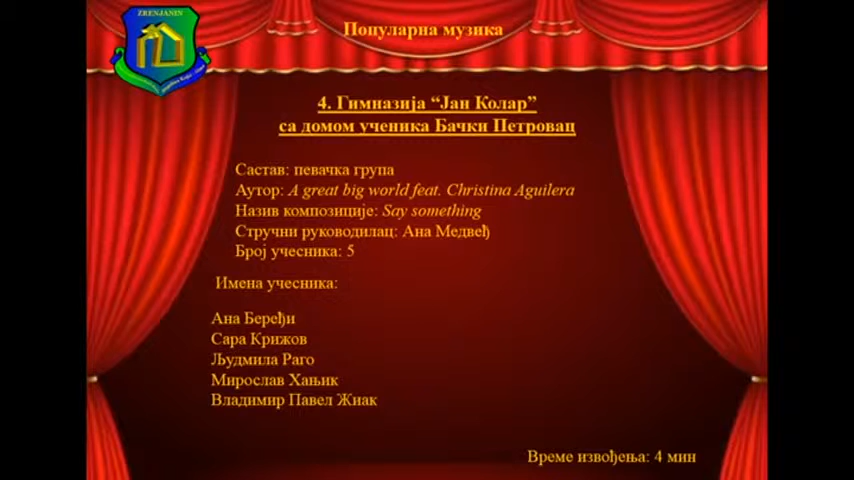 ZRENJANIN
Популарна музика
4. Гимназија “Јан Колар”
са домом ученика Бачки Петровац
Састав: певачка група
Аутор: A great big world feat. Christina Aguilera
Назив композиције: Say something
Стручни руководилац: Ана Медвеђ
Број учесника: 5
Имена учесника:
Ана Беређи
Сара Крижов
Људмила Раго
Мирослав Хањик
Владимир Павел Жиак
Време извођења: 4 мин